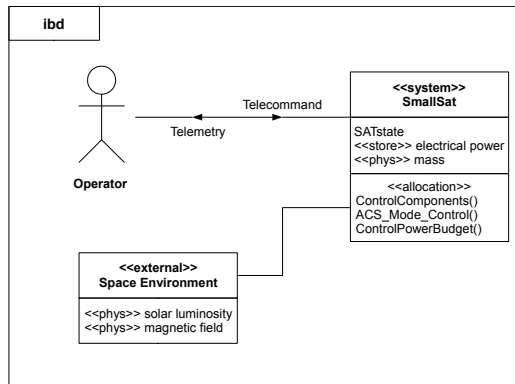 ibd
<<system>>
SmallSat
Telecommand
Telemetry
SATstate
<<store>> electrical power
<<phys>> mass
Operator
<<allocation>>
ControlComponents()
ACS_Mode_Control()
ControlPowerBudget()
<<external>>
Space Environment
<<phys>> solar luminosity
<<phys>> magnetic field